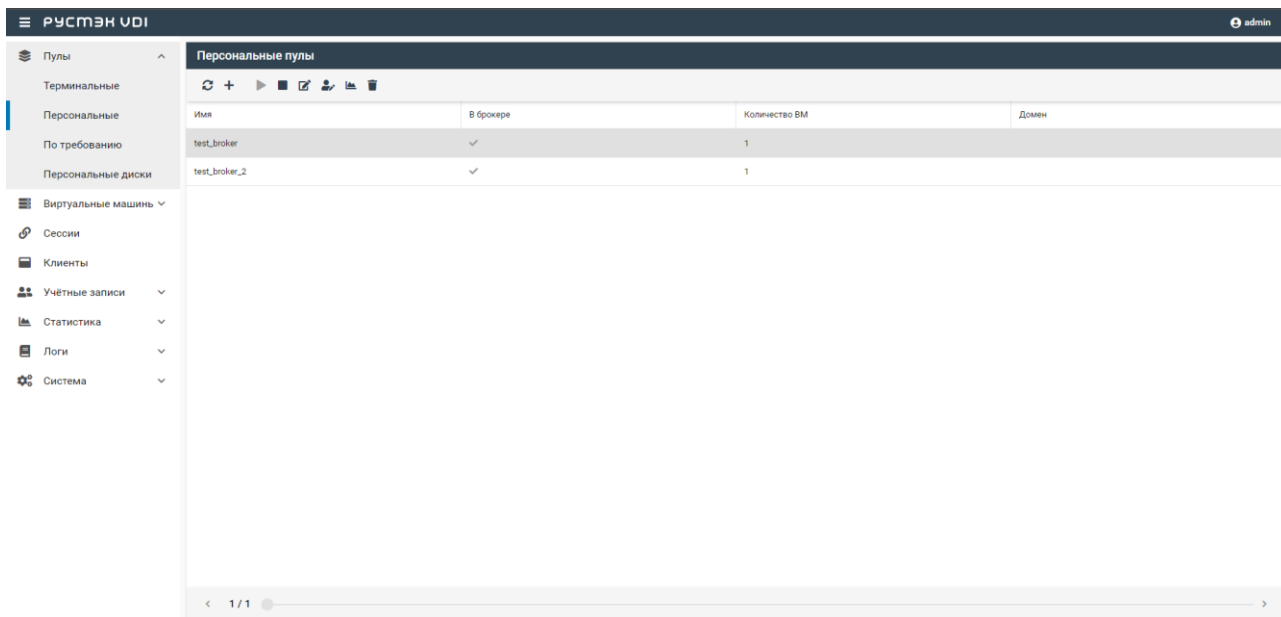 РУСТЭК VDI
admin
Пулы
Терминальные
Персональные
По требованию
Персональные диски
Виртуальные машинь
Сессии
Клиенты
Учётные записи
Статистика
Логи
Система
Персональные пулы
Имя В брокере Количество ВМ Домен
test_broker 1
test_broker_2 1
1 / 1